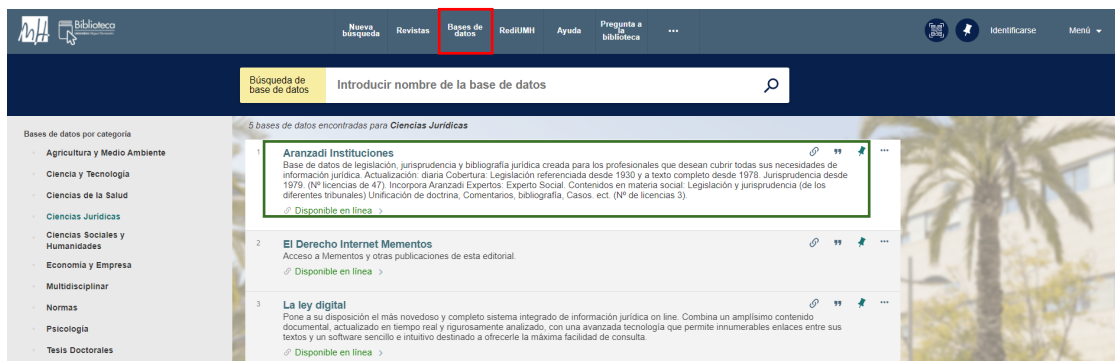 MH Biblioteca
Nueva búsqueda
Revistas
Bases de datos
RediUMH
Ayuda
Pregunta a la biblioteca
Identificarse
Menú
Búsqueda de base de datos
Introducir nombre de la base de datos
Bases de datos por categoría
Agricultura y Medio Ambiente
Ciencia y Tecnología
Ciencias de la Salud
Ciencias Jurídicas
Ciencias Sociales y
Humanidades
Economía y Empresa
Multidisciplinar
Normas
Psicología
Tesis Doctorales
5 bases de datos encontradas para Ciencias Jurídicas
1
Aranzadi Instituciones
Base de datos de legislación, jurisprudencia y bibliografía jurídica creada para los profesionales que desean cubrir todas sus necesidades de
información jurídica. Actualización: diaria Cobertura: Legislación referenciada desde 1930 y a texto completo desde 1978. Jurisprudencia desde
1979. (Nº licencias de 47). Incorpora Aranzadi Expertos: Experto Social. Contenidos en materia social: Legislación y jurisprudencia (de los
diferentes tribunales) Unificación de doctrina, Comentarios, bibliografía, Casos. ect. (Nº de licencias 3).
Disponible en línea
2
El Derecho Internet Mementos
Acceso a Mementos y otras publicaciones de esta editorial.
Disponible en línea
3
La ley digital
Pone a su disposición el más novedoso y completo sistema integrado de información jurídica on line. Combina un amplísimo contenido
documental, actualizado en tiempo real y rigurosamente analizado, con una avanzada tecnología que permite innumerables enlaces entre sus
textos y un software sencillo e intuitivo destinado a ofrecerle la máxima facilidad de consulta.
Disponible en línea